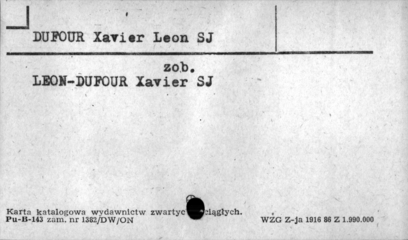 DUFOUR Xavier Leon SJ
zob.
LEON-DUFOUR Xavier SJ
Karta katalogowa wydawnictw zwartych ciągłych.
Pu-B-143 zam. nr 1382/DW/ON WZG Z-ja 1916 86 Z 1.990.000